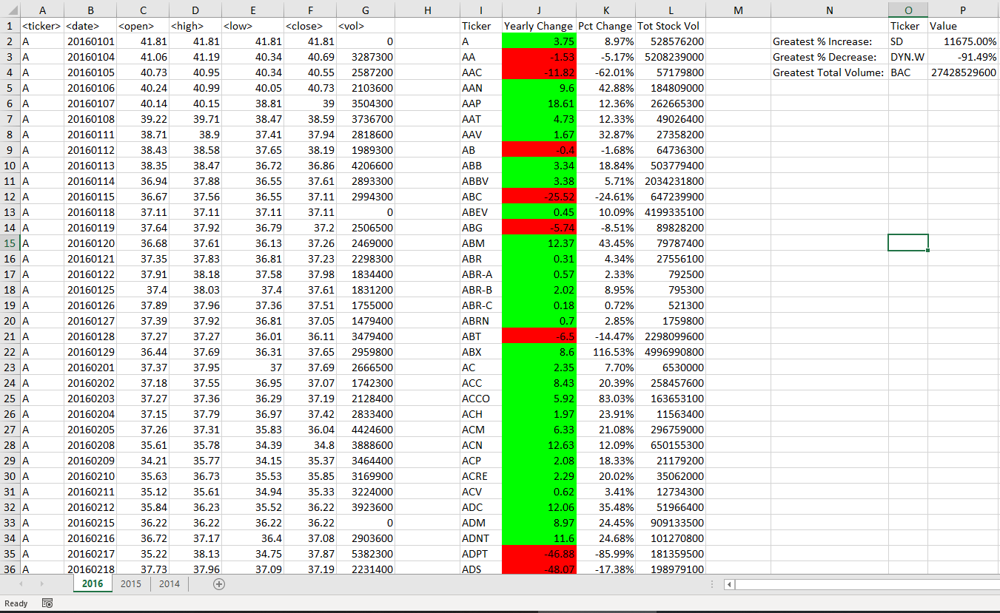 A B C D E F G H I J K L M N O P
1 <ticker> <date> <open> <high> <low> <close> <vol> Ticker Yearly Change Pct Change Tot Stock Vol Ticker Value
2 A 20160101 41.81 41.81 41.81 41.81 0 A 3.75 8.97% 528576200 Greatest % Increase: SD 11675.00%
3 A 20160104 41.06 41.19 40.34 40.69 3287300 AA -1.53 -5.17% 5208239000 Greatest % Decrease: DYN.W -91.49%
4 A 20160105 40.73 40.95 40.34 40.55 2587200 AAC -11.82 -62.01% 57179800 Greatest Total Volume: BAC 27428529600
5 A 20160106 40.24 40.99 40.05 40.73 2103600 AAN 9.6 42.88% 184809000
6 A 20160107 40.14 40.15 38.81 39 3504300 AAP 18.61 12.36% 262665300
7 A 20160108 39.22 39.71 38.47 38.59 3736700 AAT 4.73 12.33% 49026400
8 A 20160111 38.71 38.9 37.41 37.94 2818600 AAV 1.67 32.87% 27358200
9 A 20160112 38.43 38.58 37.65 38.19 1989300 AB -0.4 -1.68% 64736300
10 A 20160113 38.35 38.47 36.72 36.86 4206600 ABB 3.34 18.84% 503779400
11 A 20160114 36.94 37.88 36.55 37.61 2893300 ABBV 3.38 5.71% 2034231800
12 A 20160115 36.67 37.56 36.55 37.11 2994300 ABC -25.52 -24.61% 647239900
13 A 20160118 37.11 37.11 37.11 37.11 0 ABEV 0.45 10.09% 4199335100
14 A 20160119 37.64 37.92 36.79 37.2 2506500 ABG -5.74 -8.51% 89828200
15 A 20160120 36.68 37.61 36.13 37.26 2469000 ABM 12.37 43.45% 79787400
16 A 20160121 37.35 37.83 36.81 37.23 2298300 ABR 0.31 4.34% 27556100
17 A 20160122 37.91 38.18 37.58 37.98 1834400 ABR-A 0.57 2.33% 792500
18 A 20160125 37.4 38.03 37.4 37.61 1831200 ABR-B 2.02 8.95% 795300
19 A 20160126 37.89 37.96 37.36 37.51 1755000 ABR-C 0.18 0.72% 521300
20 A 20160127 37.39 37.92 36.81 37.05 1479400 ABRN 0.7 2.85% 1759800
21 A 20160128 37.27 37.27 36.01 36.11 3479400 ABT -6.5 -14.47% 2298099600
22 A 20160129 36.44 37.69 36.31 37.65 2959800 ABX 8.6 116.53% 4996990800
23 A 20160201 37.37 37.95 37 37.69 2666500 AC 2.35 7.70% 6530000
24 A 20160202 37.18 37.55 36.95 37.07 1742300 ACC 8.43 20.39% 258457600
25 A 20160203 37.27 37.36 36.29 37.19 2128400 ACCO 5.92 83.03% 163653100
26 A 20160204 37.15 37.79 36.97 37.42 2833400 ACH 1.97 23.91% 11563400
27 A 20160205 37.26 37.31 35.83 36.04 4424600 ACM 6.33 21.08% 296759000
28 A 20160208 35.61 35.78 34.39 34.8 3888600 ACN 12.63 12.09% 650155300
29 A 20160209 34.21 35.77 34.15 35.37 3464400 ACP 2.08 18.33% 21179200
30 A 20160210 35.63 36.73 35.53 35.85 3169900 ACRE 2.29 20.02% 35062000
31 A 20160211 35.12 35.61 34.94 35.33 3224000 ACV 0.62 3.41% 12734300
32 A 20160212 35.84 36.23 35.52 36.22 3923600 ADC 12.06 35.48% 51966400
33 A 20160215 36.22 36.22 36.22 36.22 0 ADM 8.97 24.45% 909133500
34 A 20160216 36.72 37.17 36.4 37.08 2903600 ADNT 11.6 24.68% 101270800
35 A 20160217 35.22 38.13 34.75 37.87 5382300 ADPT -46.88 -85.99% 181359500
36 A 20160218 37.73 37.96 37.09 37.19 2231400 ADS -48.07 -17.38% 198979100
2016 2015 2014
Ready